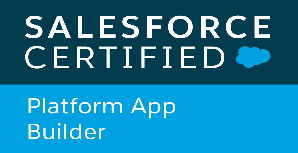 SALESFORCE
CERTIFIED
Platform App
Builder